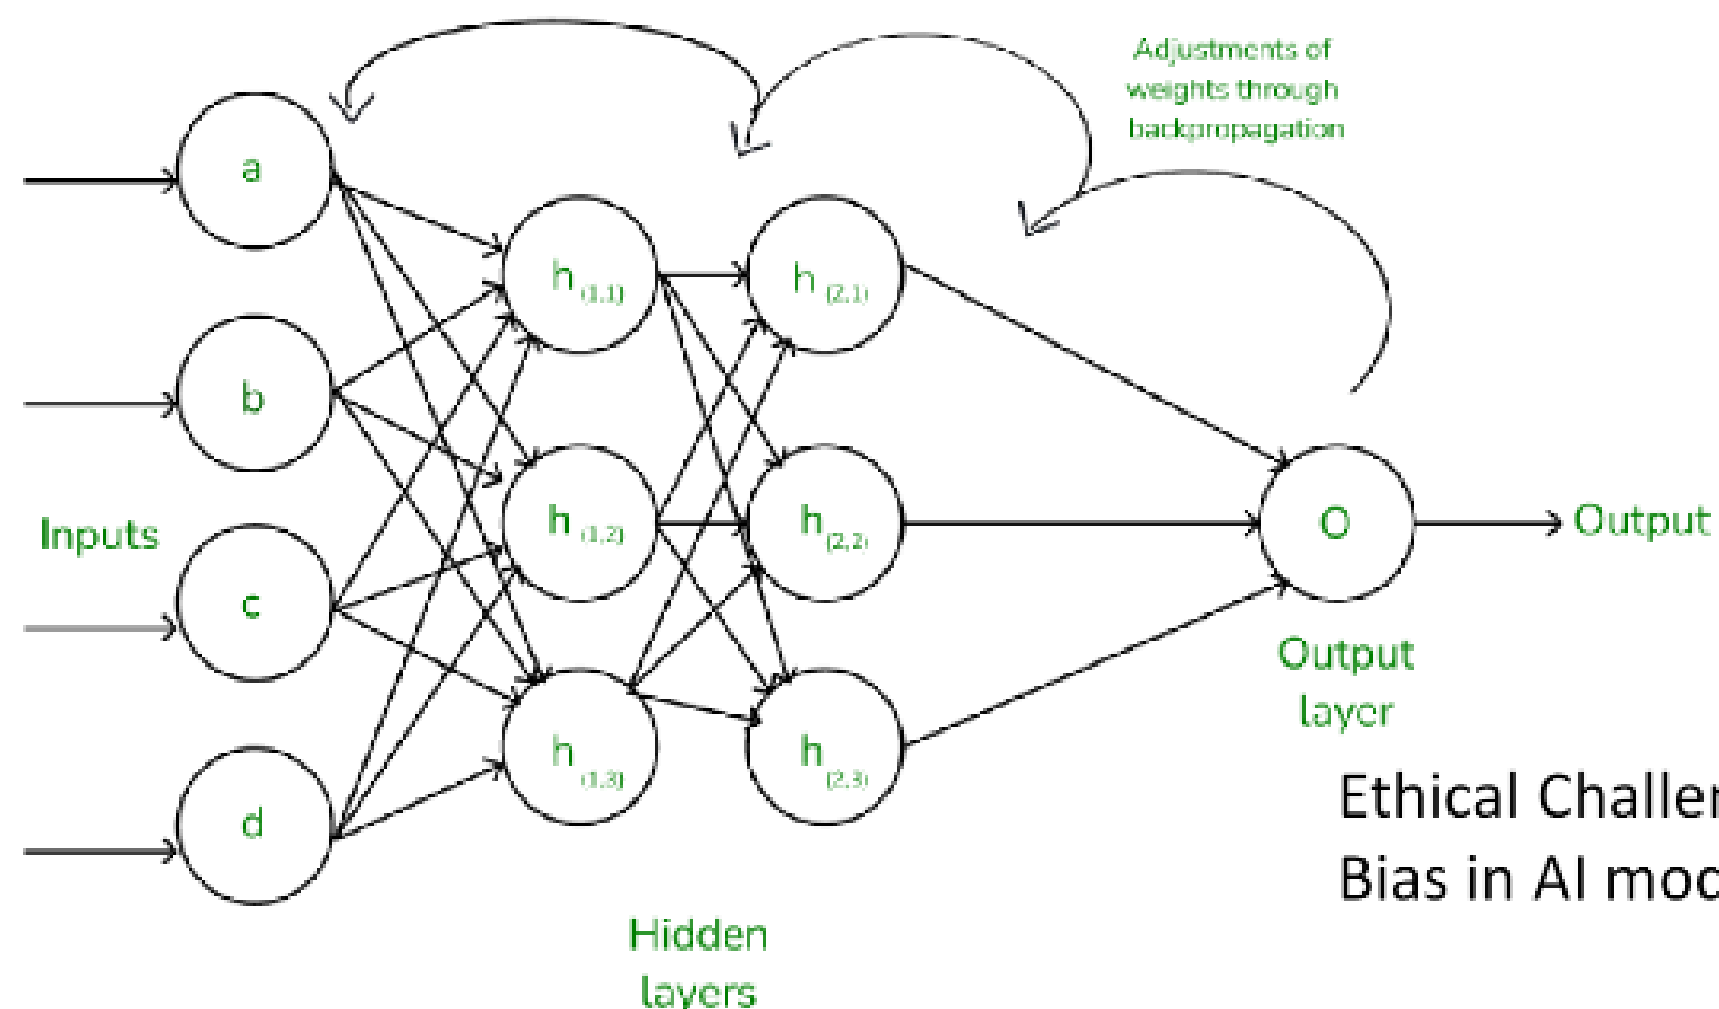 Adjustments of
weights through
backpropagation
a
h (1,1)
h (2,1)
b
Inputs
h (1,2)
h (2,2)
O
Output
c
Output
layer
h (1,3)
h (2,3)
d
Ethical
Bias in AI
Hidden
layers